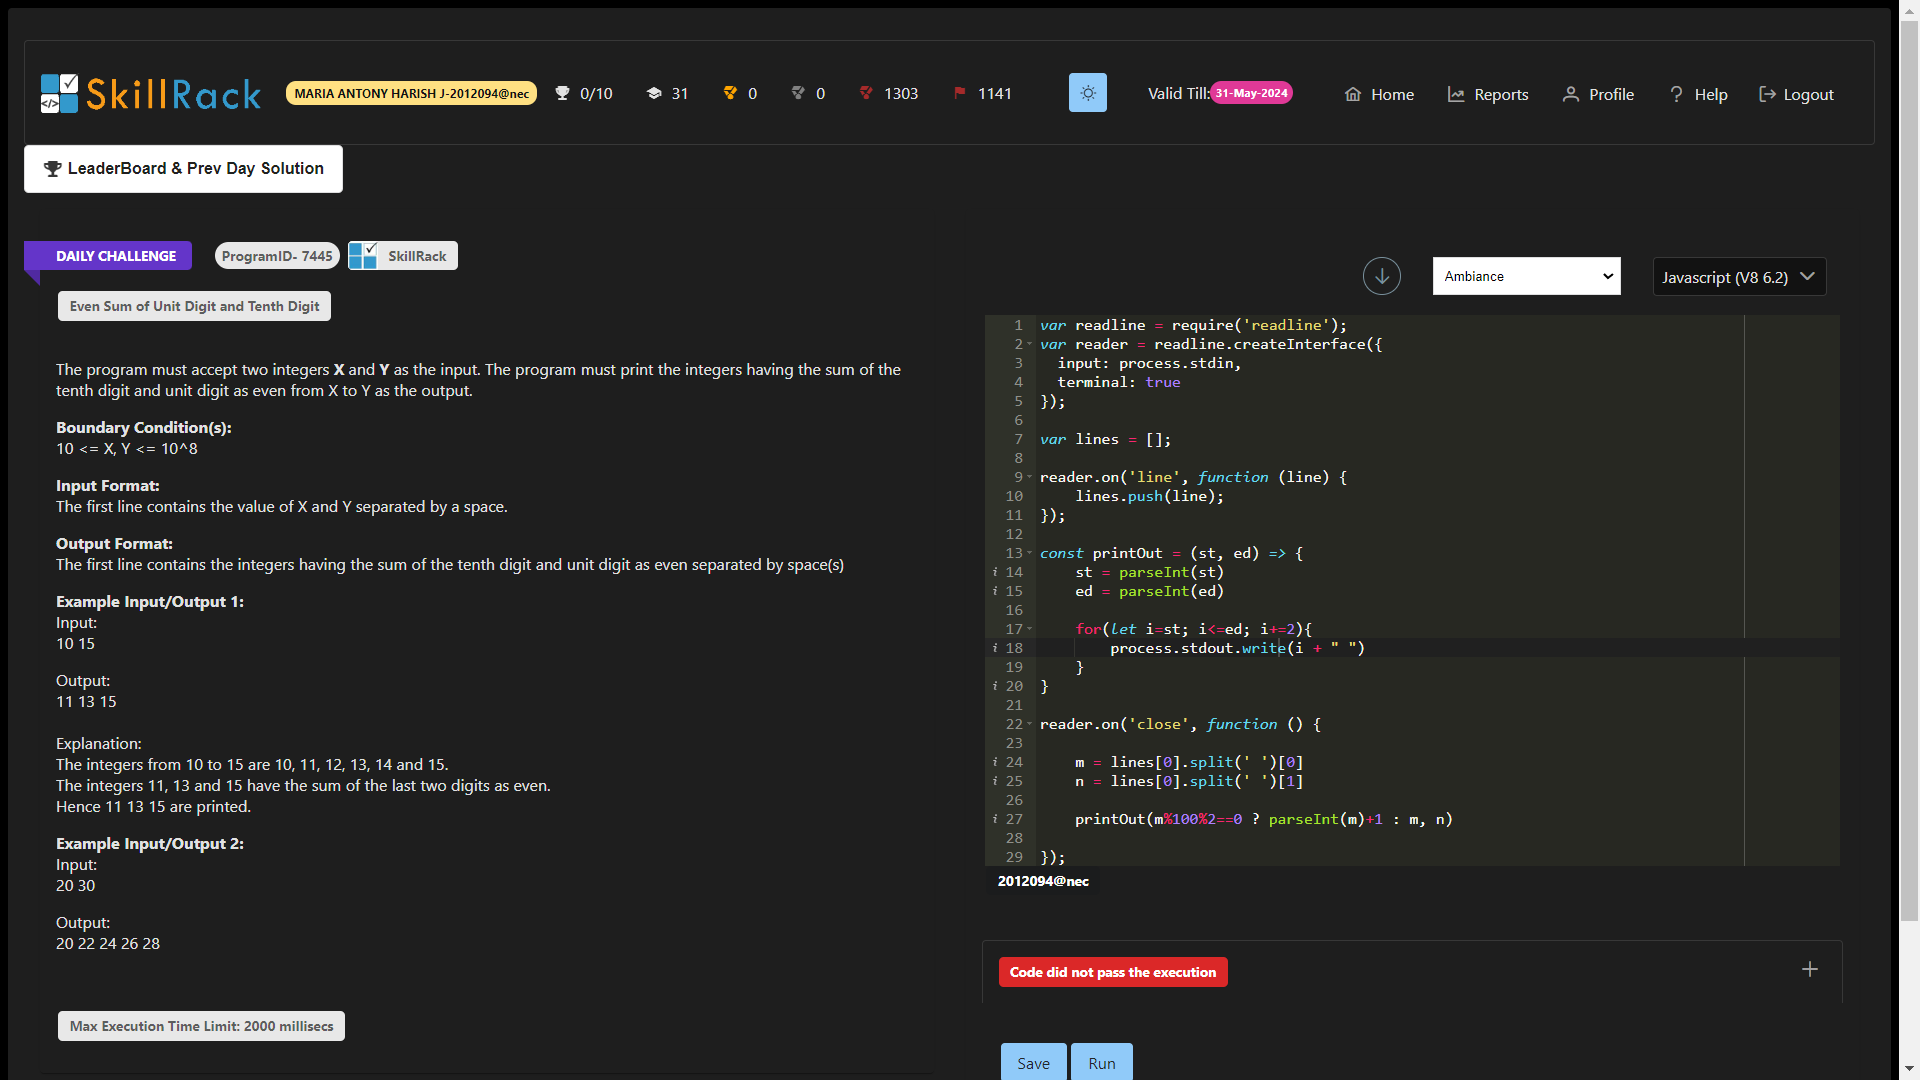 SkillRack
MARIA ANTONY HARISH J-2012094@nec
0/10
31
0
0
1303
1141
Valid Till:
31-May-2024
Home
Reports
Profile
Help
Logout
LeaderBoard & Prev Day Solution
DAILY CHALLENGE
ProgramID- 7445
SkillRack
Even Sum of Unit Digit and Tenth Digit
The program must accept two integers X and Y as the input. The program must print the integers having the sum of the
tenth digit and unit digit as even from X to Y as the output.
Boundary Condition(s):
10 <= X, Y <= 10^8
Input Format:
The first line contains the value of X and Y separated by a space.
Output Format:
The first line contains the integers having the sum of the tenth digit and unit digit as even separated by space(s)
Example Input/Output 1:
Input:
10 15
Output:
11 13 15
Explanation:
The integers from 10 to 15 are 10, 11, 12, 13, 14 and 15.
The integers 11, 13 and 15 have the sum of the last two digits as even.
Hence 11 13 15 are printed.
Example Input/Output 2:
Input:
20 30
Output:
20 22 24 26 28
Max Execution Time Limit: 2000 millisecs
Ambiance
Javascript (V8 6.2)
1 var readline = require('readline');
2 var reader = readline.createInterface({
3   input: process.stdin,
4   terminal: true
5 });
6
7 var lines = [];
8
9 reader.on('line', function (line) {
10     lines.push(line);
11 });
12
13 const printOut = (st, ed) => {
i 14     st = parseInt(st)
i 15     ed = parseInt(ed)
16
17     for(let i=st; i<=ed; i+=2){
i 18         process.stdout.write(i + " ")
19     }
i 20 }
21
22 reader.on('close', function () {
23
i 24     m = lines[0].split(' ')[0]
i 25     n = lines[0].split(' ')[1]
26
i 27     printOut(m%100%2==0 ? parseInt(m)+1 : m, n)
28
29 });
2012094@nec
Code did not pass the execution
Save
Run